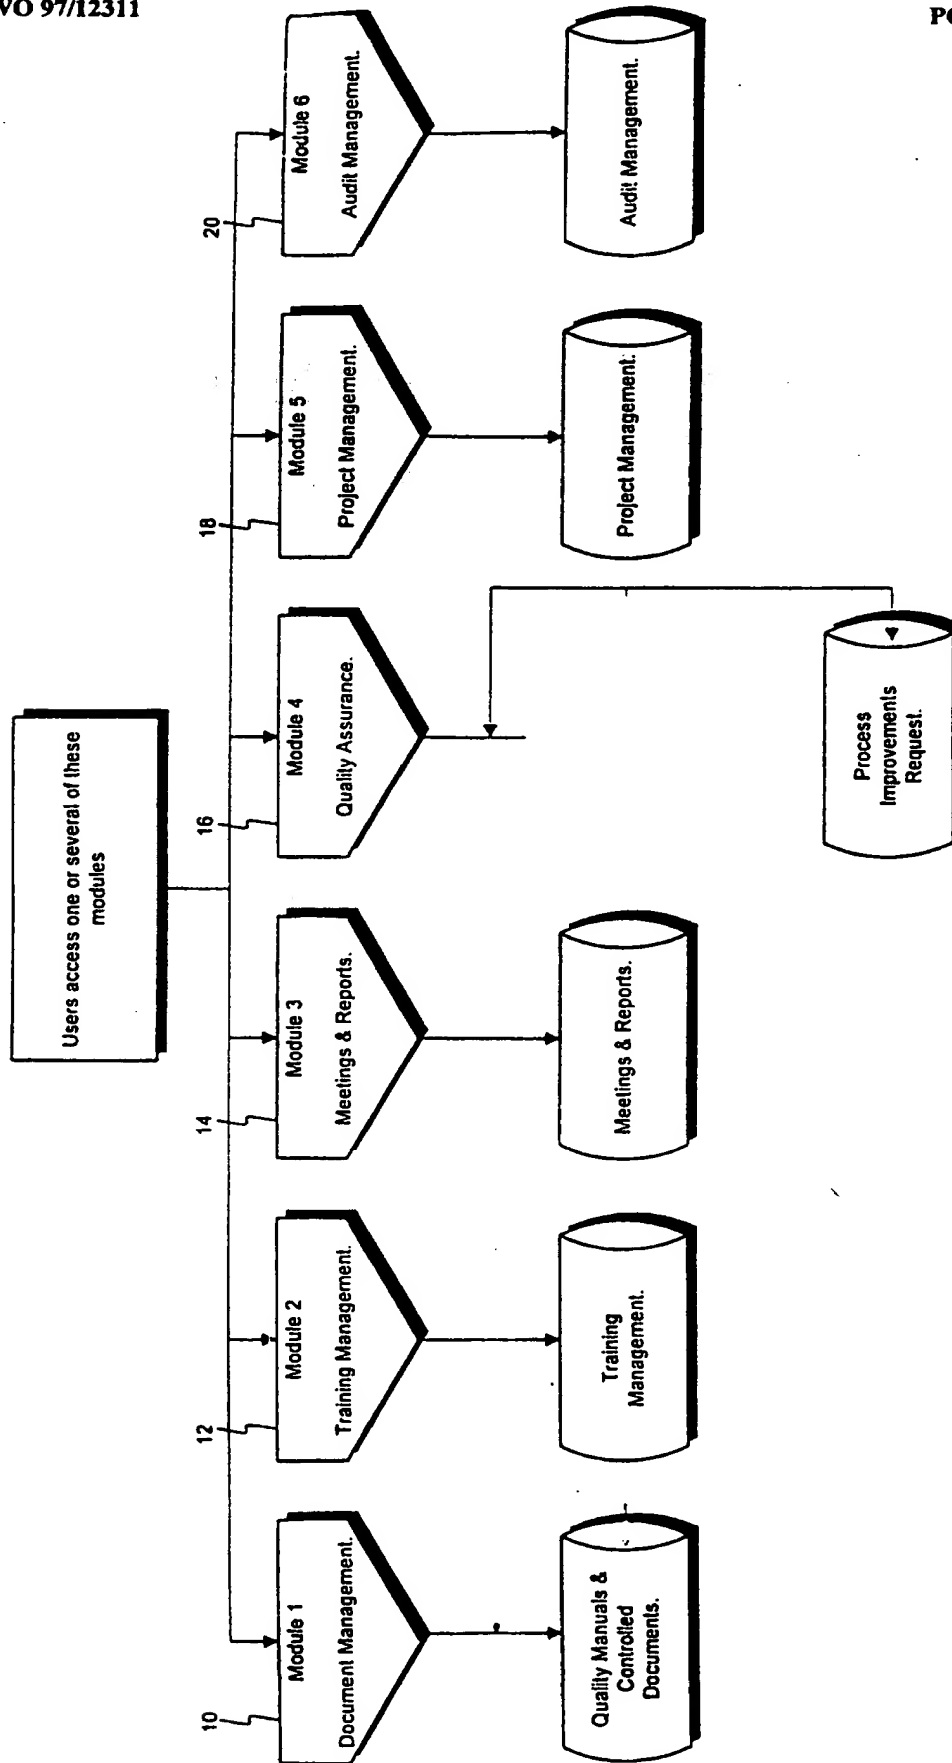 WO 97/12311
PC
Users access one or several of these
modules
10
Module 1
Document Management.
12
Module 2
Training Management.
14
Module 3
Meetings & Reports.
16
Module 4
Quality Assurance.
18
Module 5
Project Management.
20
Module 6
Audit Management.
Quality Manuals &
Controlled
Documents.
Training
Management.
Meetings & Reports.
Process
Improvements
Request.
Project Management.
Audit Management.